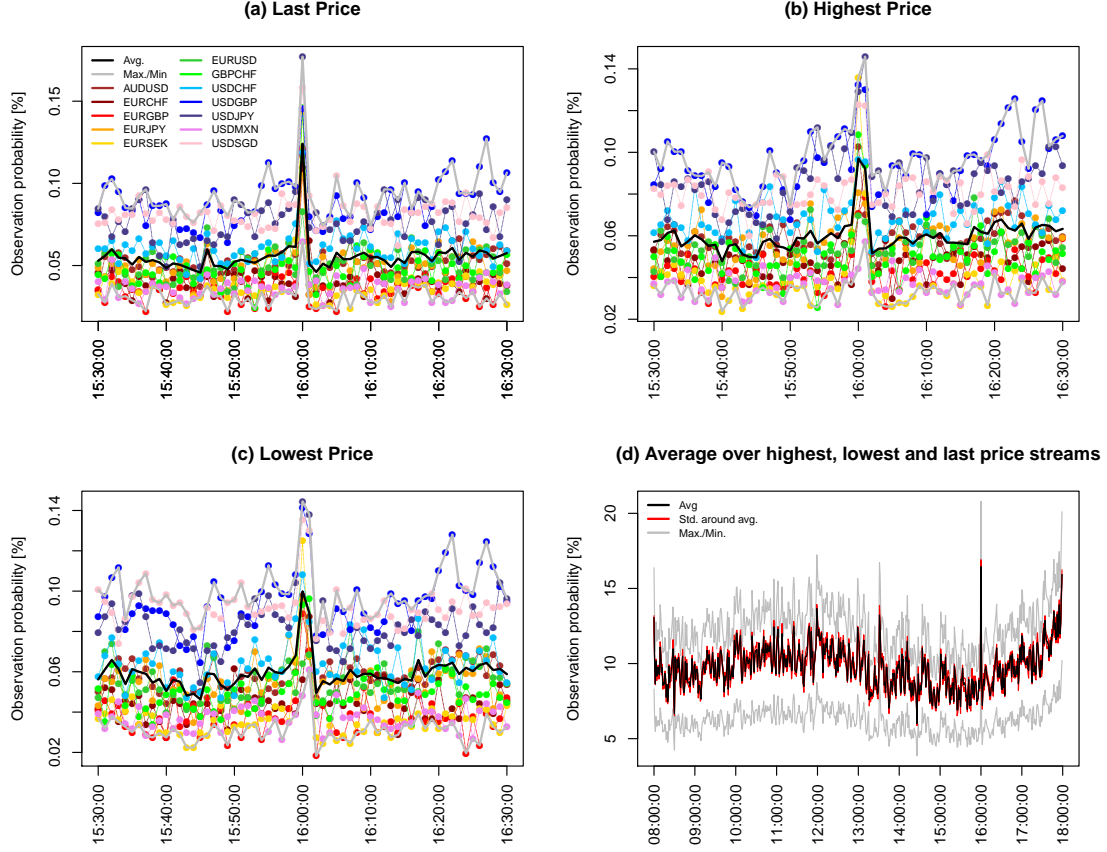 (a) Last Price
Observation probability [%]
0.05
0.10
0.15
Avg.
Max./Min
AUDUSD
EURCHF
EURGBP
EURJPY
EURSEK
EURUSD
GBPCHF
USDCHF
USDGBP
USDJPY
USDMXN
USDSGD
15:30:00
15:40:00
15:50:00
16:00:00
16:10:00
16:20:00
16:30:00
(b) Highest Price
Observation probability [%]
0.02
0.06
0.10
0.14
15:30:00
15:40:00
15:50:00
16:00:00
16:10:00
16:20:00
16:30:00
(c) Lowest Price
Observation probability [%]
0.02
0.06
0.10
0.14
15:30:00
15:40:00
15:50:00
16:00:00
16:10:00
16:20:00
16:30:00
(d) Average over highest, lowest and last price streams
Observation probability [%]
5
10
15
20
Avg
Std. around avg.
Max./Min.
08:00:00
09:00:00
10:00:00
11:00:00
12:00:00
13:00:00
14:00:00
15:00:00
16:00:00
17:00:00
18:00:00